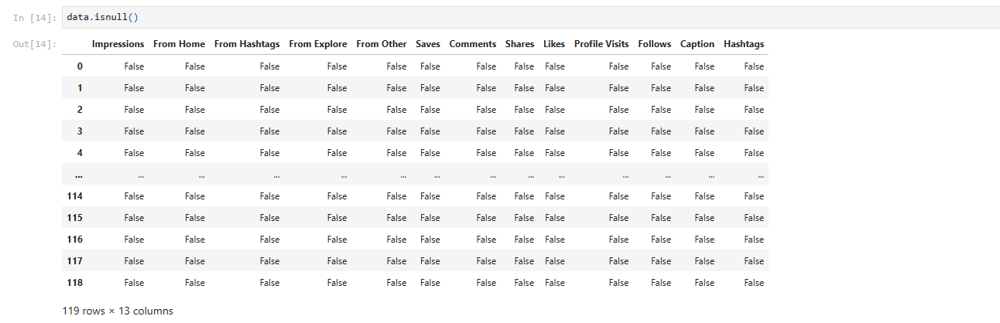 In [14]: data.isnull()
Out[14]:
Impressions From Home From Hashtags From Explore From Other Saves Comments Shares Likes Profile Visits Follows Caption Hashtags
0 False False False False False False False False False False False False False
1 False False False False False False False False False False False False False
2 False False False False False False False False False False False False False
3 False False False False False False False False False False False False False
4 False False False False False False False False False False False False False
... ... ... ... ... ... ... ... ... ... ... ... ... ...
114 False False False False False False False False False False False False False
115 False False False False False False False False False False False False False
116 False False False False False False False False False False False False False
117 False False False False False False False False False False False False False
118 False False False False False False False False False False False False False
119 rows × 13 columns